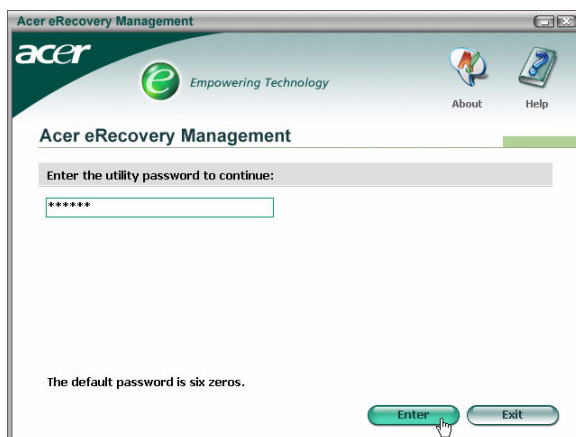 Acer eRecovery Management
acer
e Empowering Technology
About Help
Acer eRecovery Management
Enter the utility password to continue:
******
The default password is six zeros.
Enter Exit